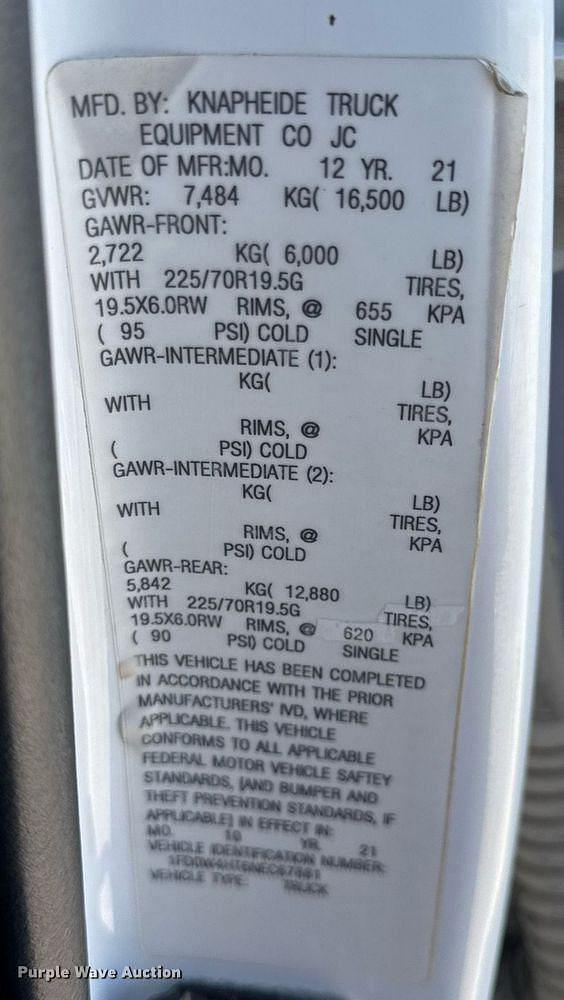 MFD. BY: KNAPHEIDE TRUCK
EQUIPMENT CO JC
DATE OF MFR:MO. 12 YR. 21
GVWR: 7,484 KG( 16,500 LB)
GAWR-FRONT:
2,722 KG( 6,000 LB)
WITH 225/70R19.5G TIRES,
19.5X6.0RW RIMS, @ 655 KPA
( 95 PSI) COLD SINGLE
GAWR-INTERMEDIATE (1):
KG( LB)
WITH TIRES,
RIMS, @ KPA
( PSI) COLD
GAWR-INTERMEDIATE (2):
KG( LB)
WITH TIRES,
RIMS, @ KPA
( PSI) COLD
GAWR-REAR:
5,842 KG( 12,880 LB)
WITH 225/70R19.5G TIRES,
19.5X6.0RW RIMS, @ 620 KPA
( 90 PSI) COLD SINGLE
THIS VEHICLE HAS BEEN COMPLETED
IN ACCORDANCE WITH THE PRIOR
MANUFACTURERS' IVD, WHERE
APPLICABLE. THIS VEHICLE
CONFORMS TO ALL APPLICABLE
FEDERAL MOTOR VEHICLE SAFTEY
STANDARDS, [AND BUMPER AND
THEFT PREVENTION STANDARDS, IF
APPLICABLE] IN EFFECT IN:
MO. 10 YR. 21
VEHICLE IDENTIFICATION NUMBER:
VEHICLE TYPE: TRUCK
Purple Wave Auction